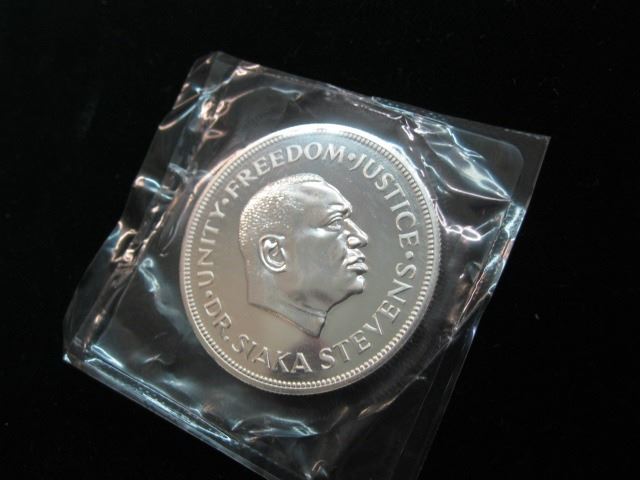 ·UNITY·FREEDOM·JUSTICE·
DR. SIAKA STEVENS